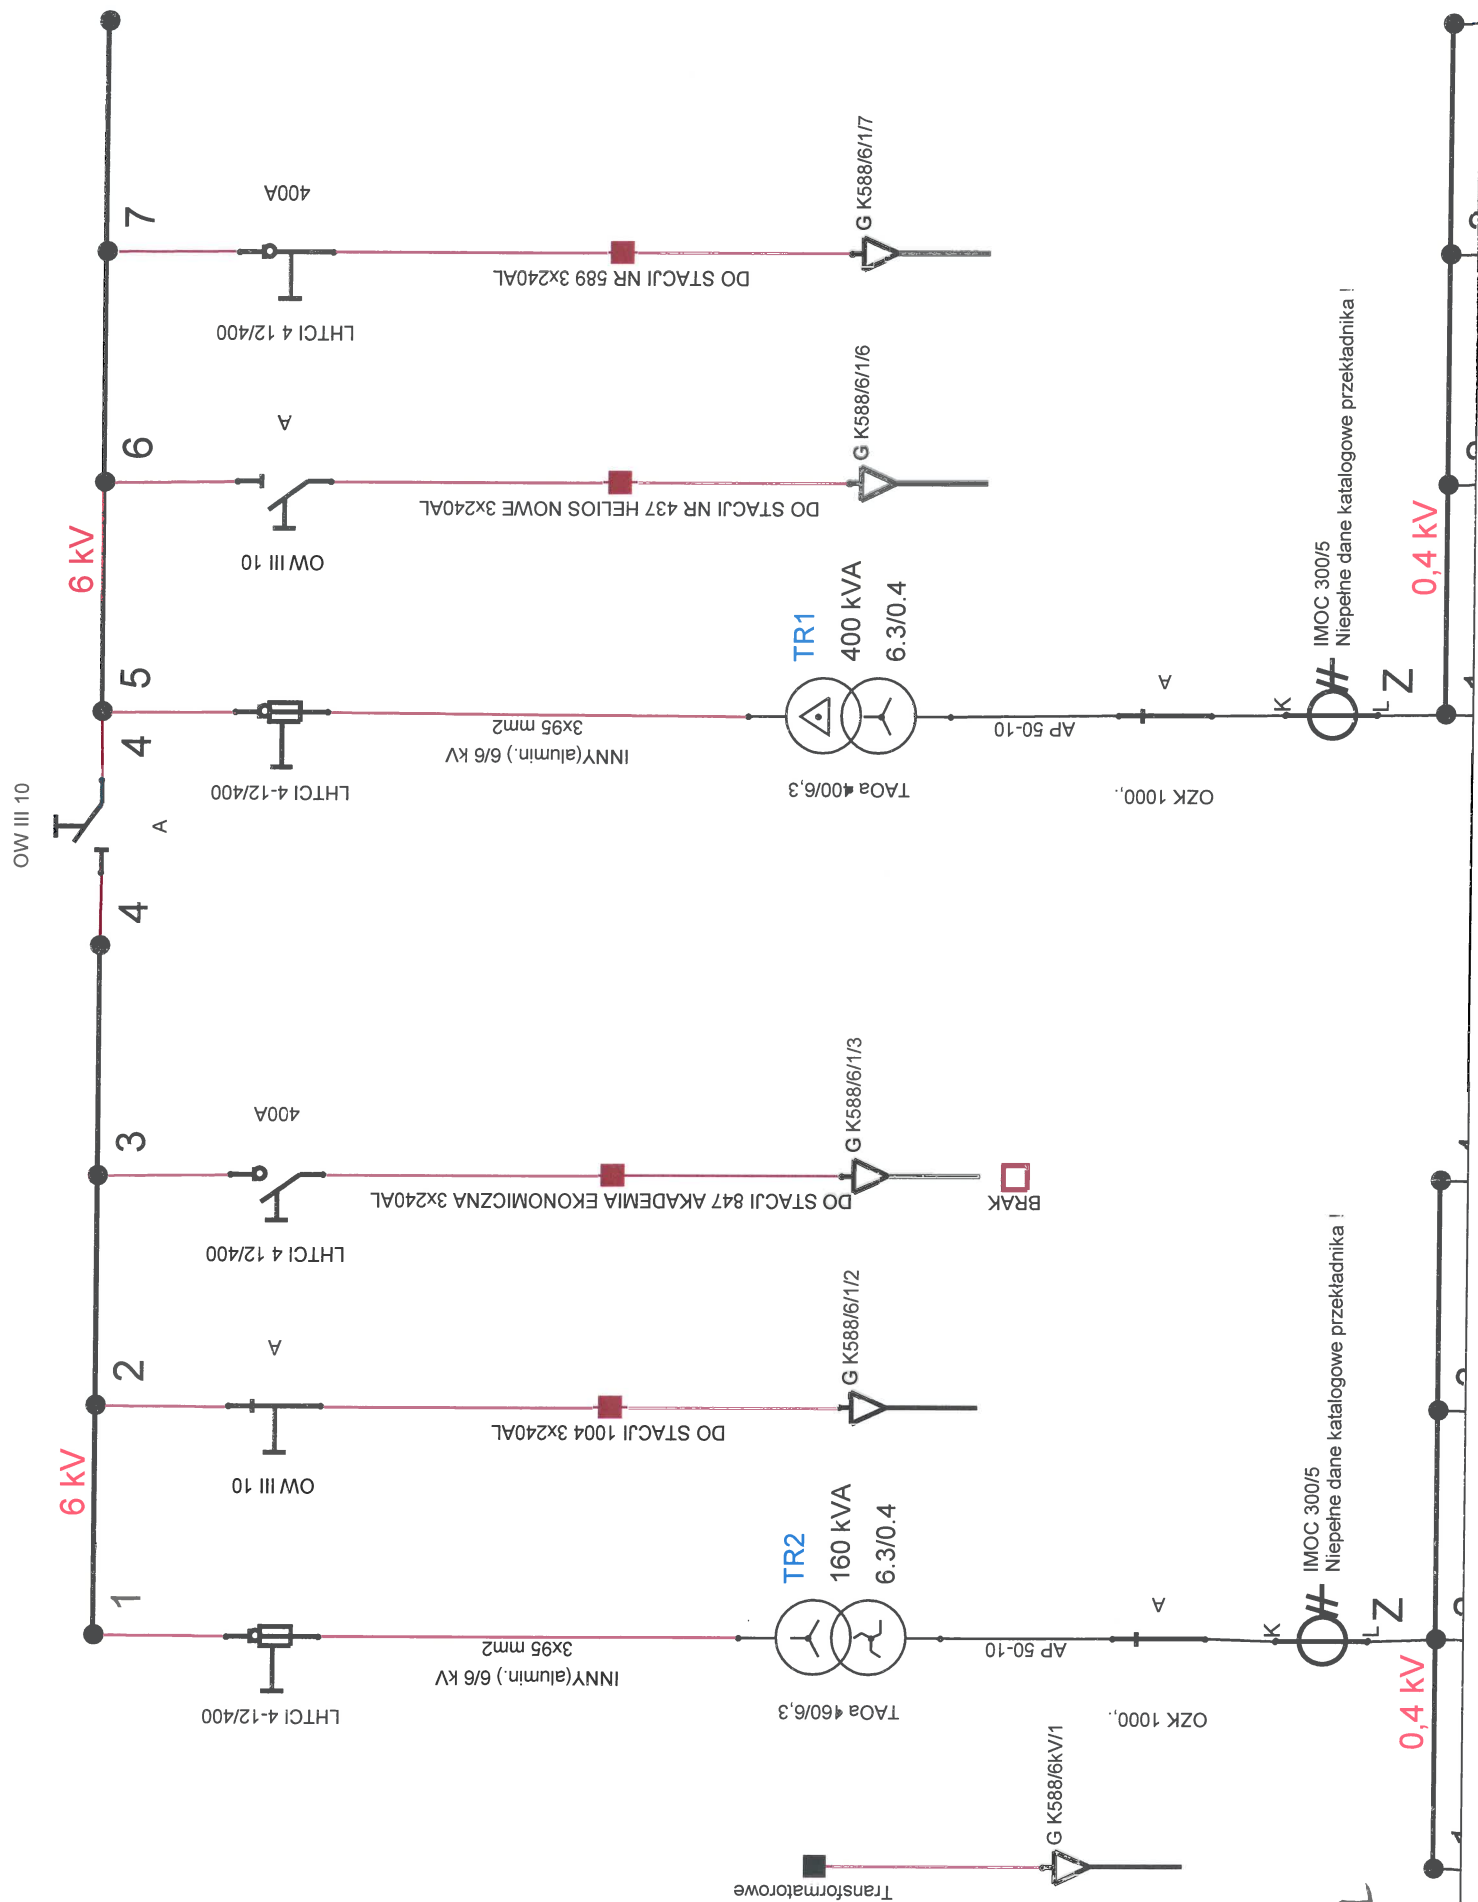 OW III 10
A
6 kV
6 kV
1
2
3
4
4
5
6
7
LHTCI 4-12/400
INNY(alumin. ) 6/6 kV
3x95 mm2
TR2
160 kVA
6.3/0.4
TAOa 160/6,3
AP 50-10
A
OZK 1000,.
K
L
IMOC 300/5
Niepełne dane katalogowe przekładnika !
Z
0,4 kV
OW III 10
A
DO STACJI 1004 3x240AL
G K588/6/1/2
400A
LHTCI 4 12/400
DO STACJI 847 AKADEMIA EKONOMICZNA 3x240AL
G K588/6/1/3
BRAK
LHTCI 4-12/400
INNY(alumin. ) 6/6 kV
3x95 mm2
TR1
400 kVA
6.3/0.4
TAOa 400/6,3
AP 50-10
A
OZK 1000,.
K
L
IMOC 300/5
Niepełne dane katalogowe przekładnika !
Z
0,4 kV
A
OW III 10
DO STACJI NR 437 HELIOS NOWE 3x240AL
G K588/6/1/6
400A
LHTCI 4 12/400
DO STACJI NR 589 3x240AL
G K588/6/1/7
Transformatorowe
G K588/6kV/1